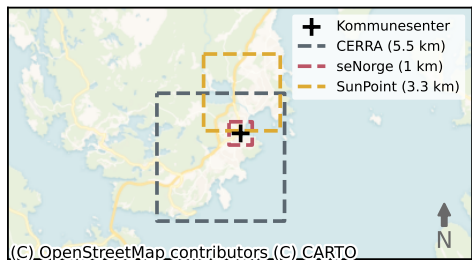 Kommunesenter
CERRA (5.5 km)
seNorge (1 km)
SunPoint (3.3 km)
N
(C) OpenStreetMap contributors (C) CARTO